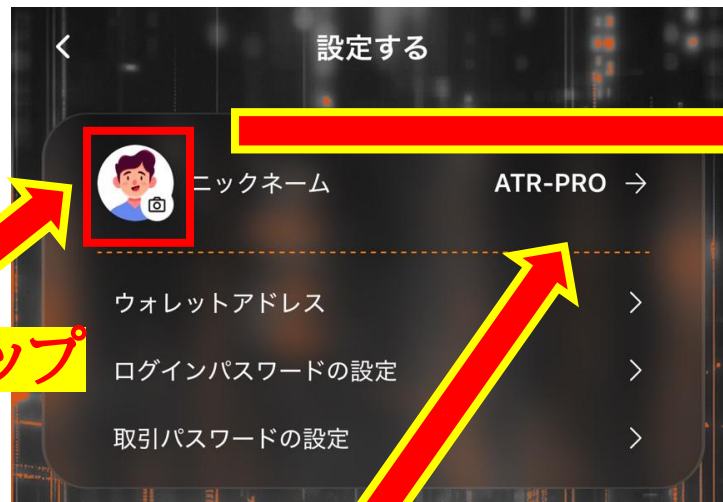 設定する
ニックネーム ATR-PRO
ウォレットアドレス
ップ
ログインパスワードの設定
取引パスワードの設定